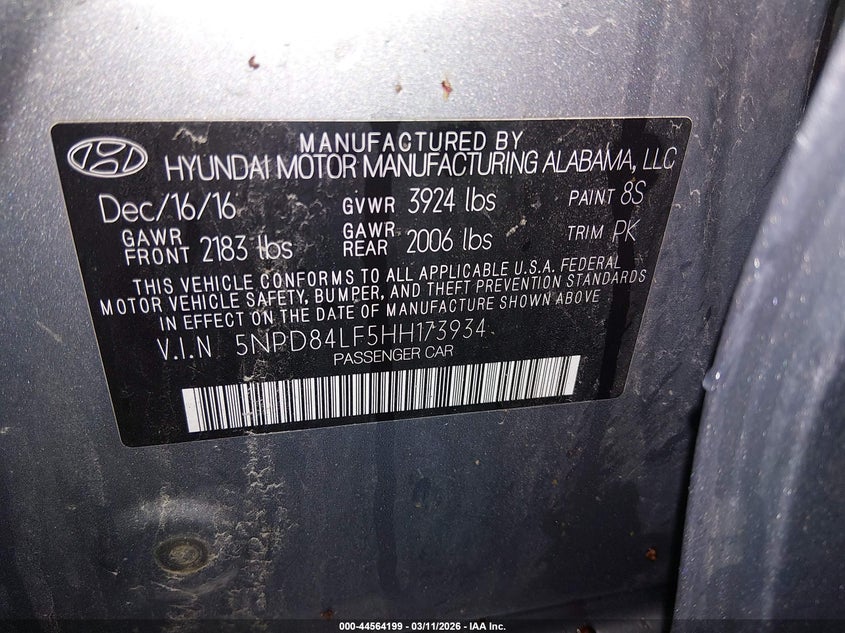 MANUFACTURED BY
HYUNDAI MOTOR MANUFACTURING ALABAMA, LLC
Dec/16/16 GVWR 3924 lbs PAINT 8S
GAWR FRONT 2183 lbs GAWR REAR 2006 lbs TRIM PK
THIS VEHICLE CONFORMS TO ALL APPLICABLE U.S.A. FEDERAL
MOTOR VEHICLE SAFETY, BUMPER, AND THEFT PREVENTION STANDARDS
IN EFFECT ON THE DATE OF MANUFACTURE SHOWN ABOVE
V.I.N 5NPD84LF5HH173934
PASSENGER CAR
000-44564199 - 03/11/2026 - IAA Inc.